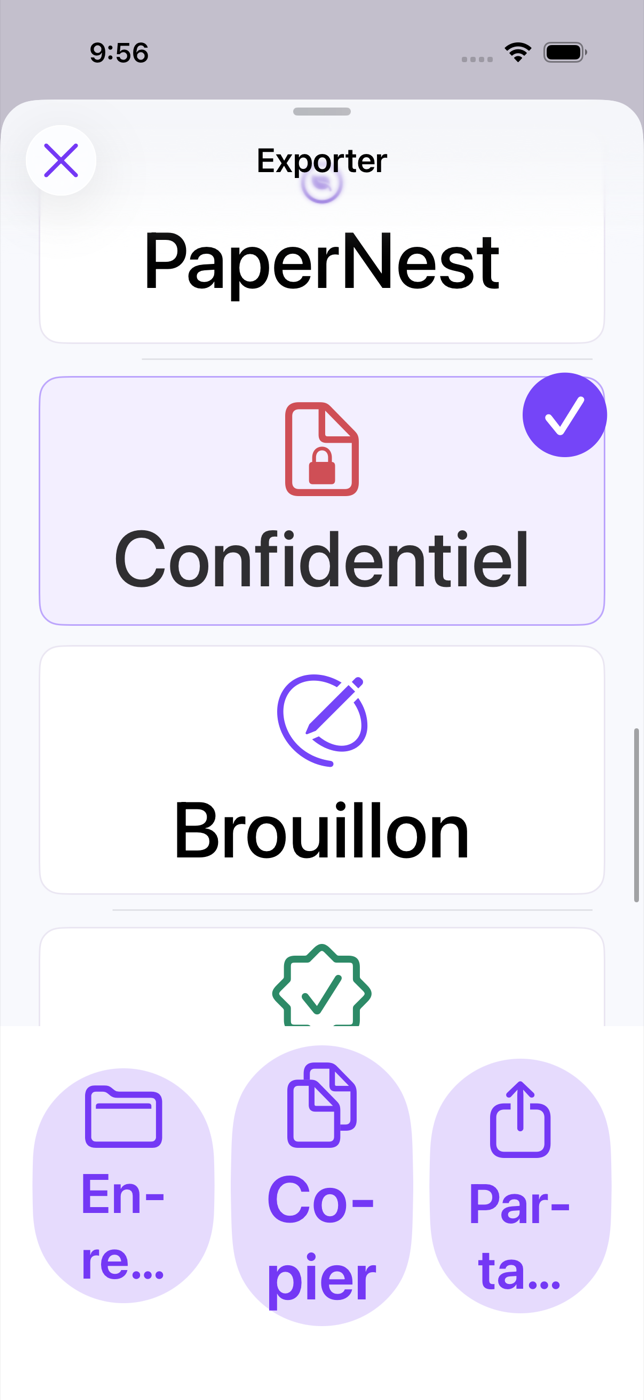 9:56
Exporter
PaperNest
Confidentiel
Brouillon
En-
re...
Co-
pier
Par-
ta...